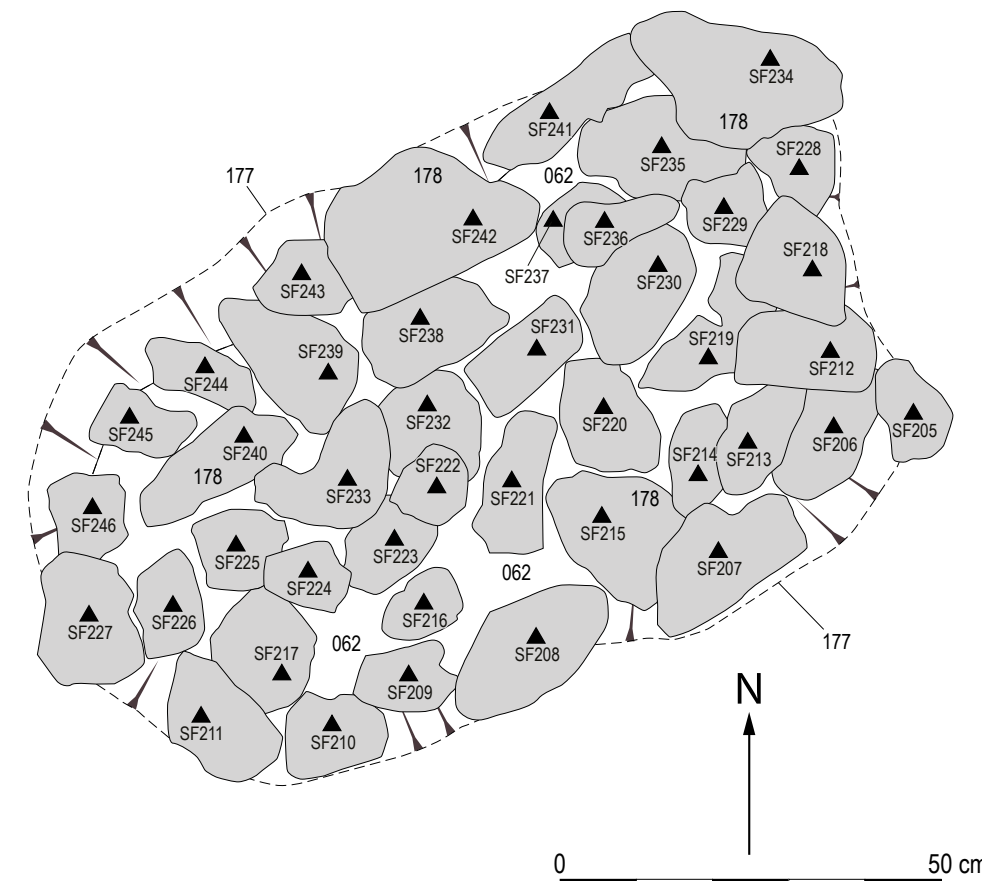 SF234
178
SF241
SF235
SF228
178
062
177
SF229
SF242
SF236
SF237
SF218
SF230
SF243
SF231
SF238
SF219
SF239
SF212
SF244
SF232
SF220
SF245
SF240
SF206
SF205
SF214
SF213
SF222
178
SF233
SF221
178
SF246
SF215
SF223
SF225
SF207
062
SF224
SF216
SF226
SF227
062
177
SF217
SF208
SF209
N
SF211
SF210
0
50 cm